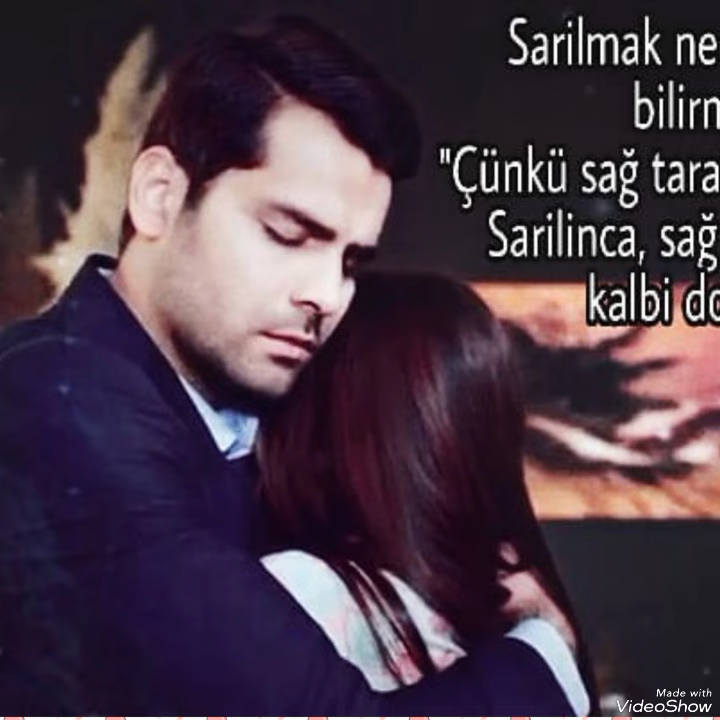 Sarilmak ne
bilirm
"Çünkü sağ tara
Sarilinca, sağ
kalbi do
Made with
VideoShow